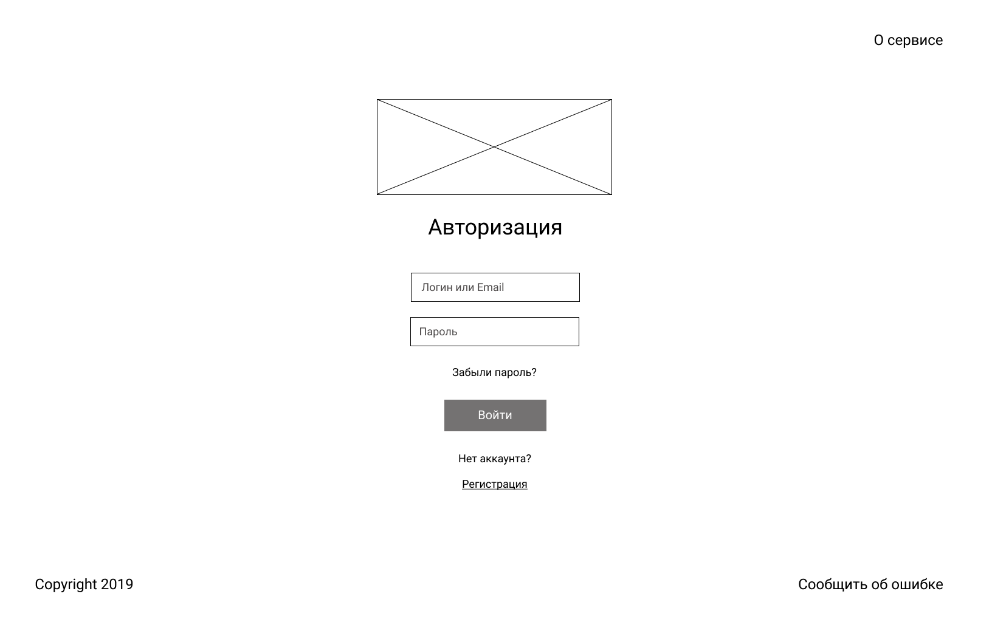 О сервисе
Авторизация
Логин или Email
Пароль
Забыли пароль?
Войти
Нет аккаунта?
Регистрация
Copyright 2019
Сообщить об ошибке